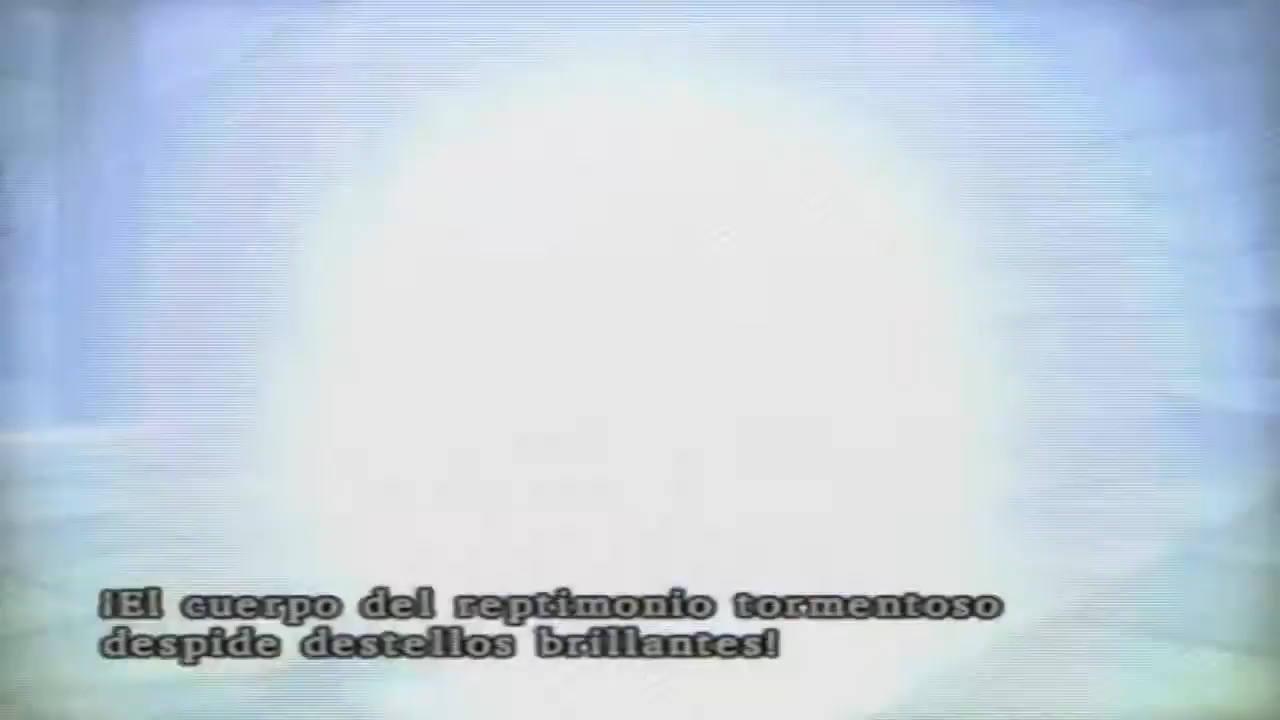 ¡El cuerpo del reptimonio tormentoso
despide destellos brillantes!